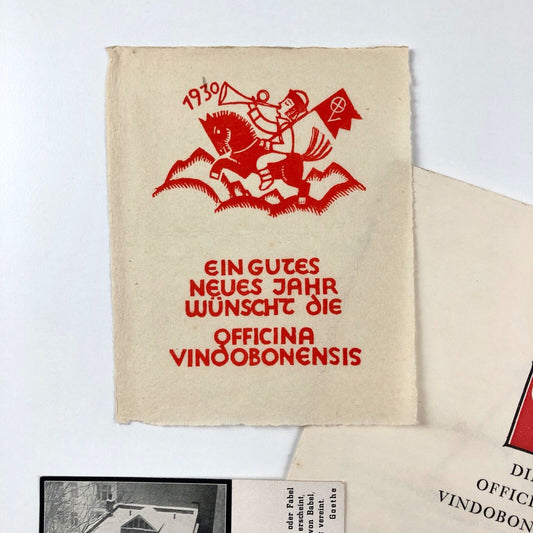 1930
EIN GUTES
NEUES JAHR
WÜNSCHT DIE
OFFICINA
VINDOBONENSIS
DI
OFFIC
VINDOBON
oder Fabel
erscheint,
von Babel,
vereint.
Goethe